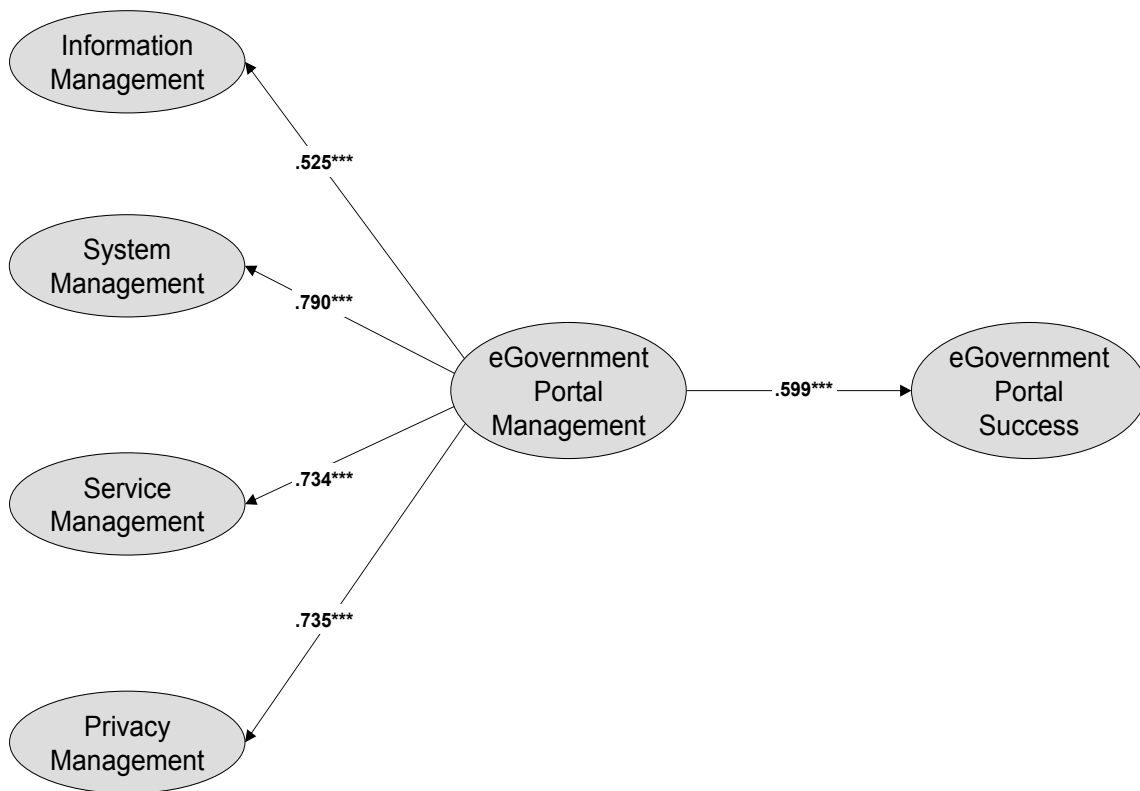 Information
Management
.525***
System
Management
.790***
eGovernment
Portal
Management
.599***
eGovernment
Portal
Success
Service
Management
.734***
.735***
Privacy
Management